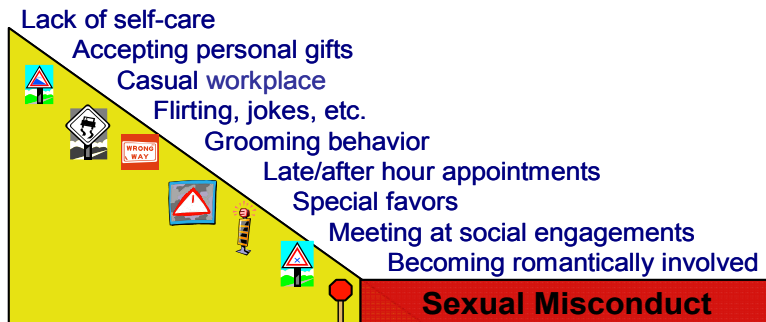 Lack of self-care
Accepting personal gifts
Casual workplace
Flirting, jokes, etc.
Grooming behavior
WRONG
WAY
Late/after hour appointments
Special favors
Meeting at social engagements
Becoming romantically involved
Sexual Misconduct